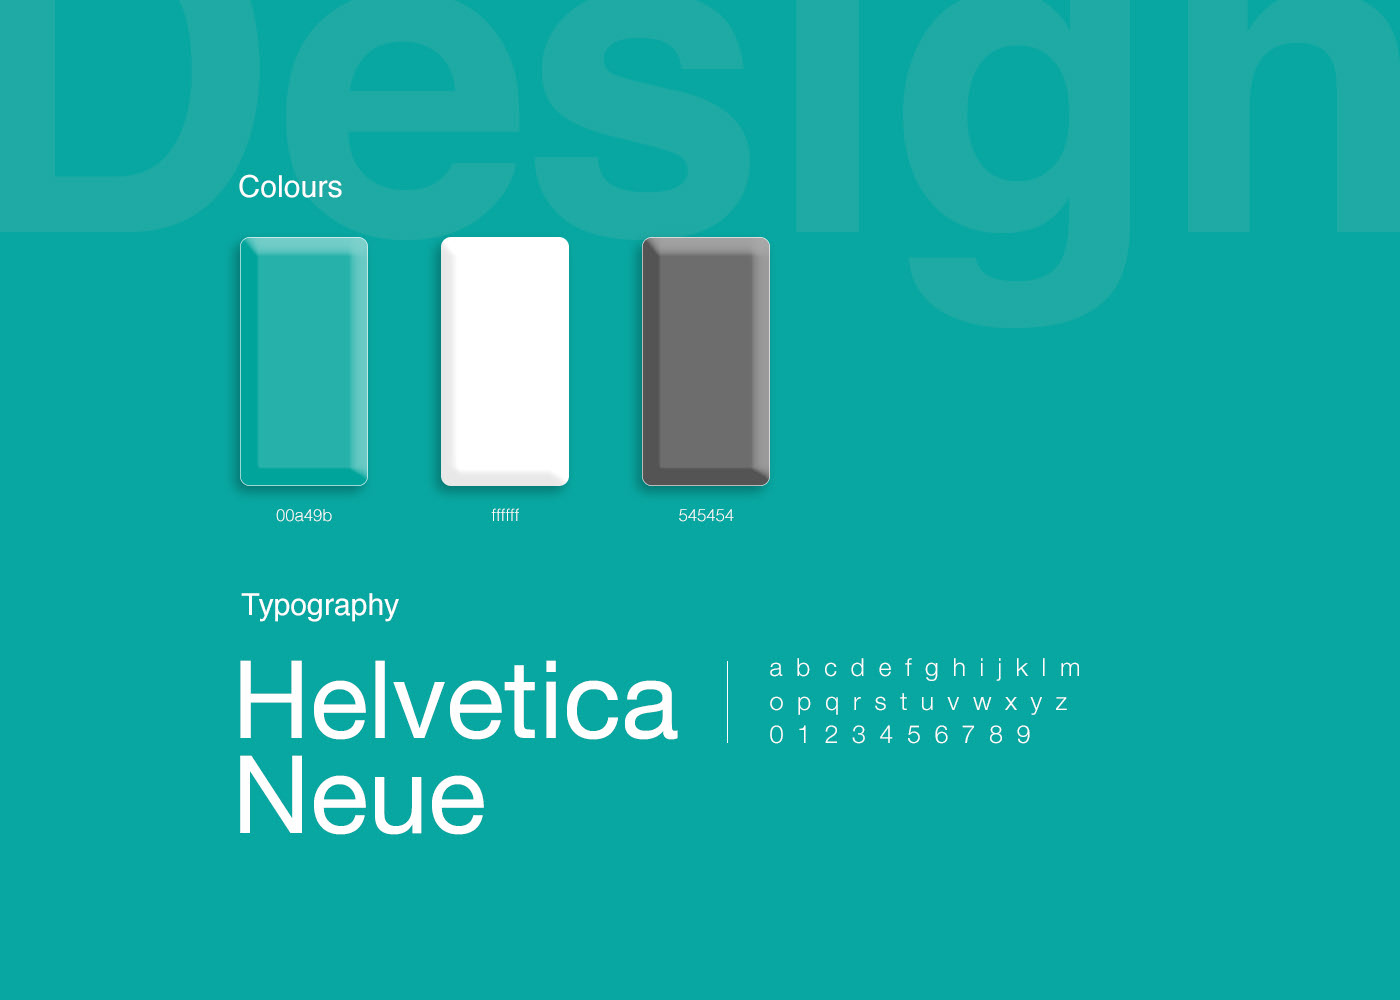 Design
Colours
00a49b
ffffff
545454
Typography
Helvetica
Neue
a b c d e f g h i j k l m
o p q r s t u v w x y z
0 1 2 3 4 5 6 7 8 9